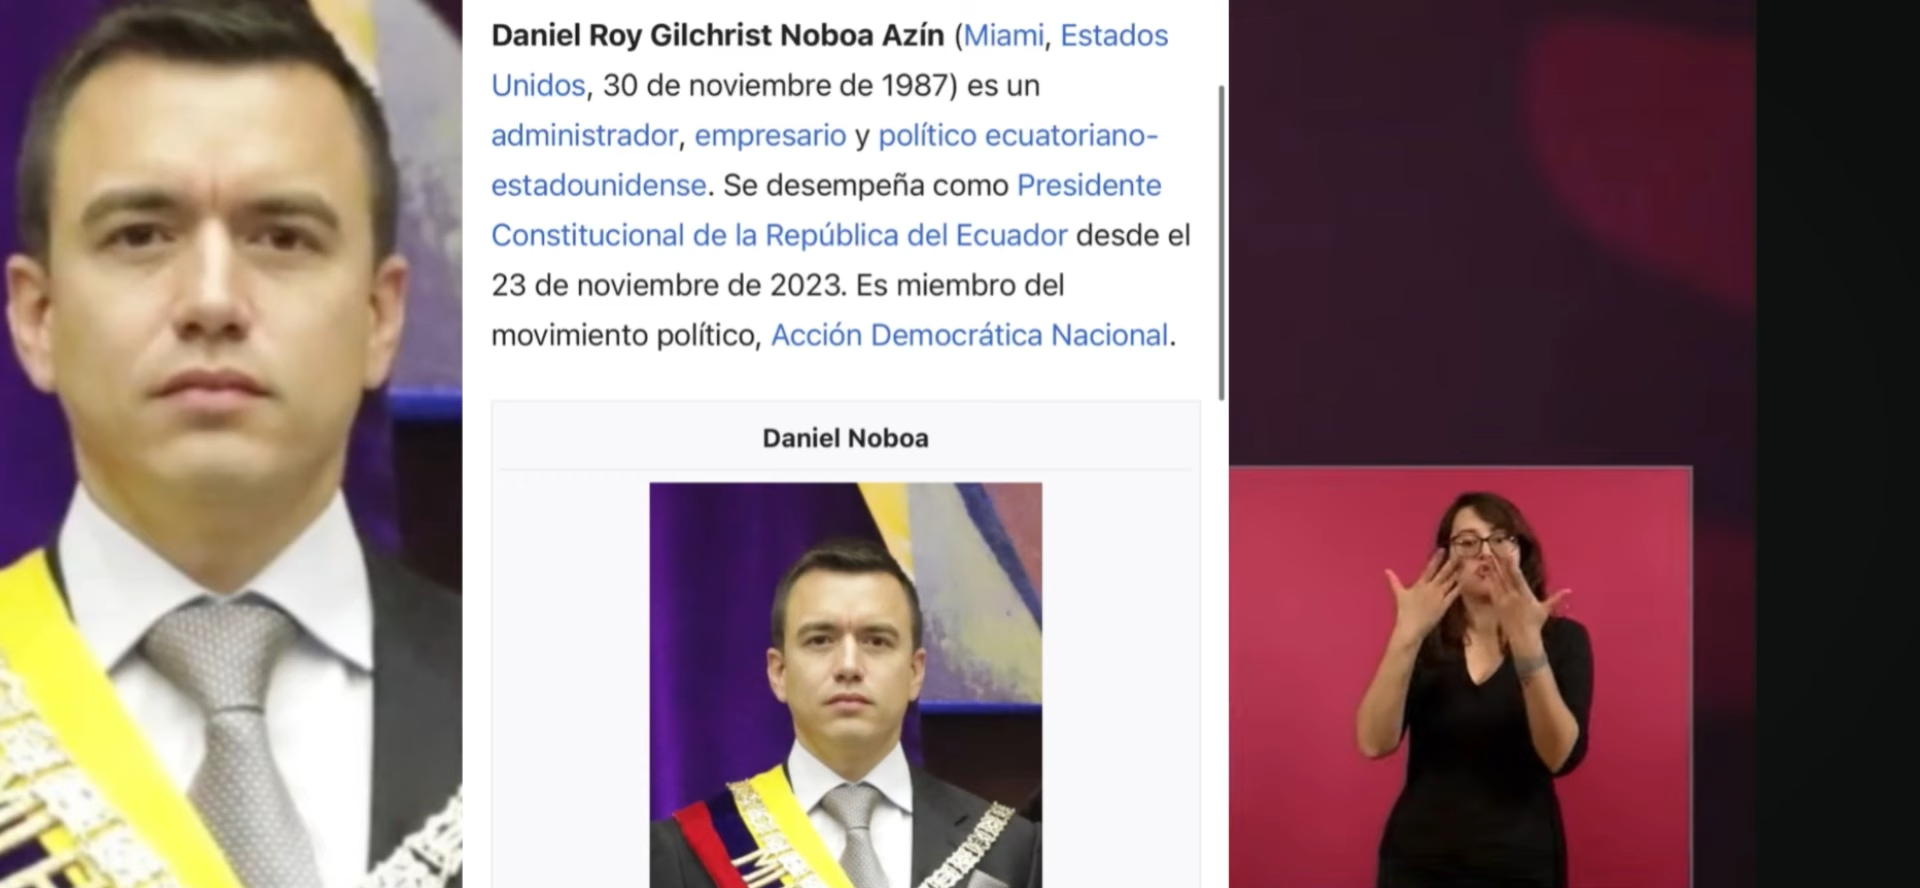 Daniel Roy Gilchrist Noboa Azín (Miami, Estados
Unidos, 30 de noviembre de 1987) es un
administrador, empresario y político ecuatoriano-
estadounidense. Se desempeña como Presidente
Constitucional de la República del Ecuador desde el
23 de noviembre de 2023. Es miembro del
movimiento político, Acción Democrática Nacional.
Daniel Noboa